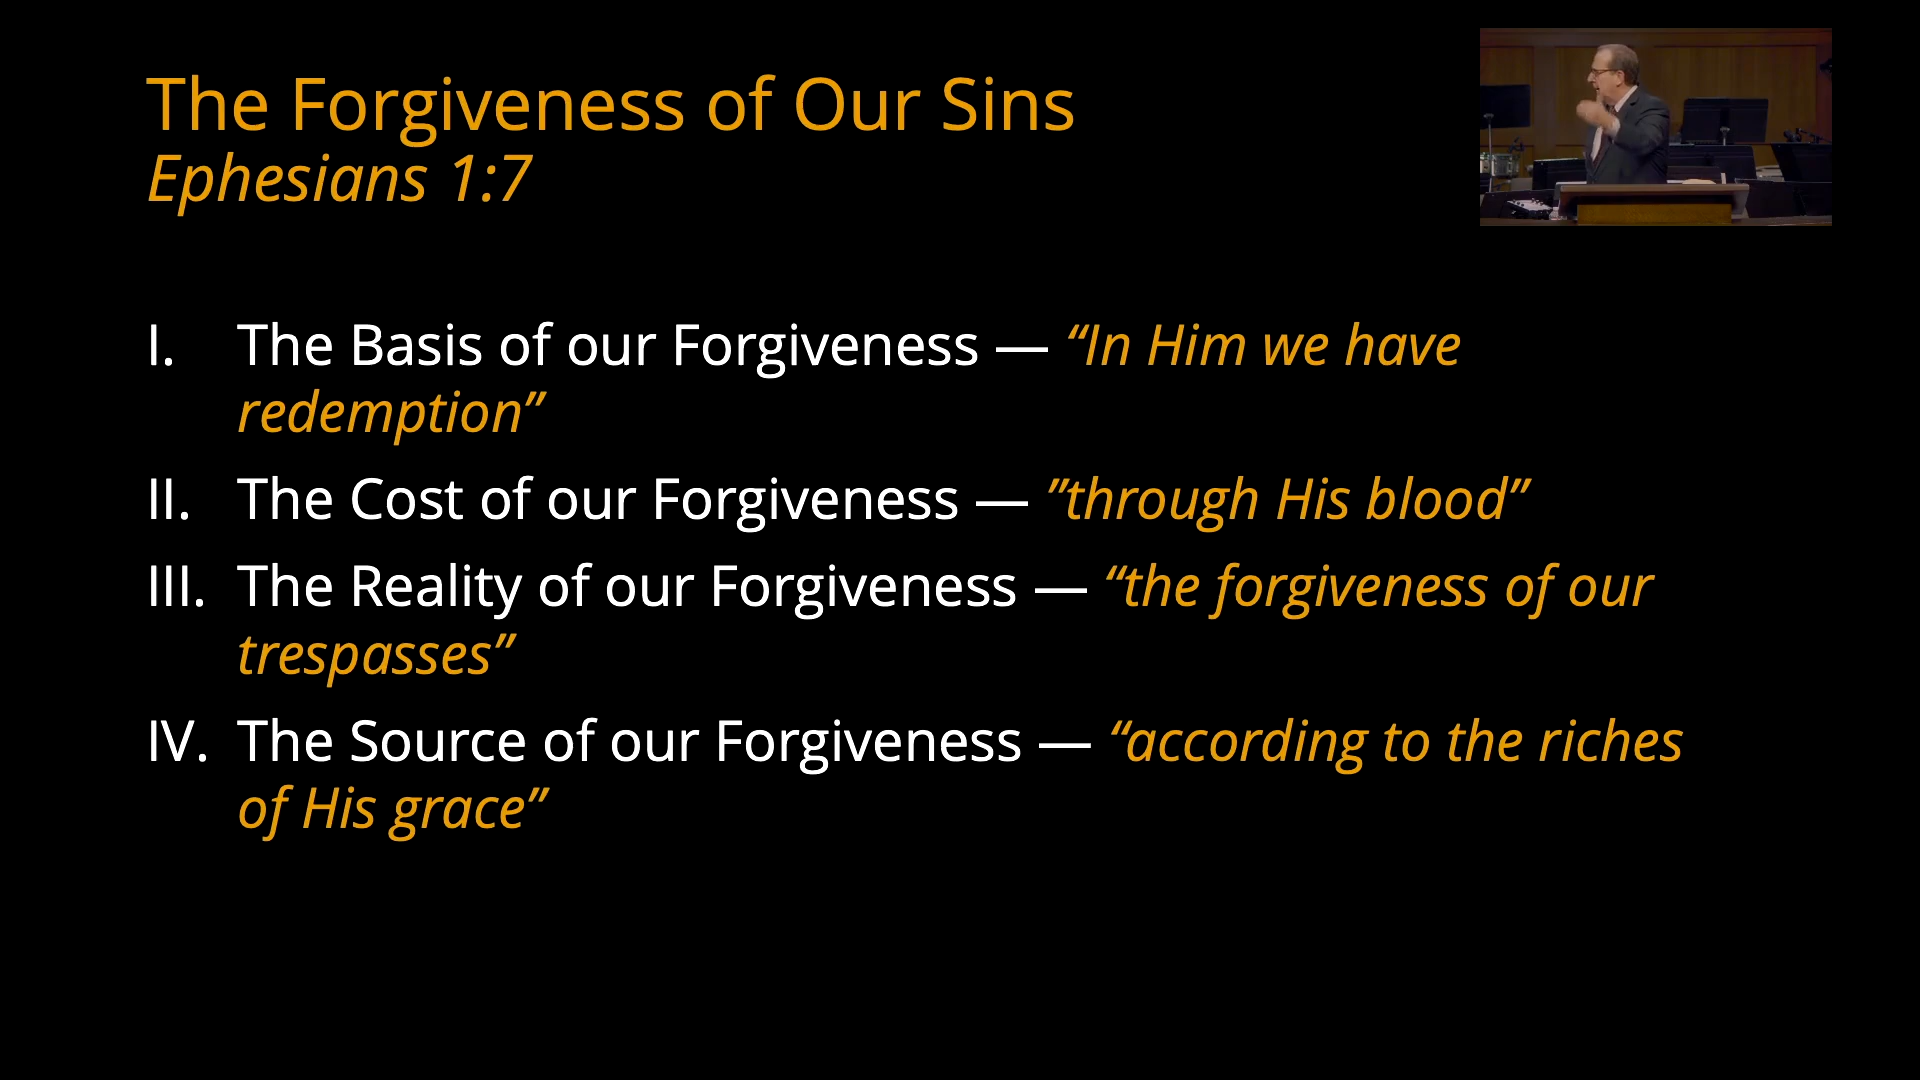 The Forgiveness of Our Sins
Ephesians 1:7
I. The Basis of our Forgiveness — “In Him we have
redemption”
II. The Cost of our Forgiveness — ”through His blood”
III. The Reality of our Forgiveness — “the forgiveness of our
trespasses”
IV. The Source of our Forgiveness — “according to the riches
of His grace”